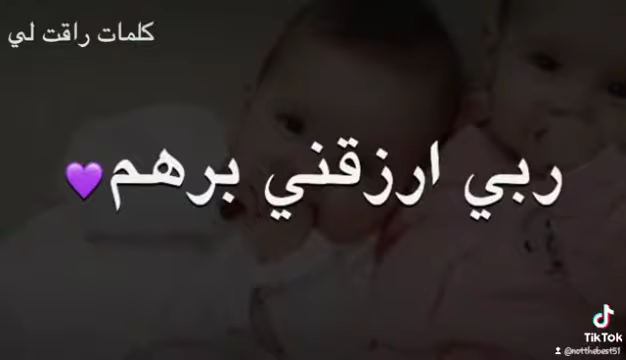 كلمات راقت لي
ربي ارزقني برهم💜
TikTok
@notthebest51